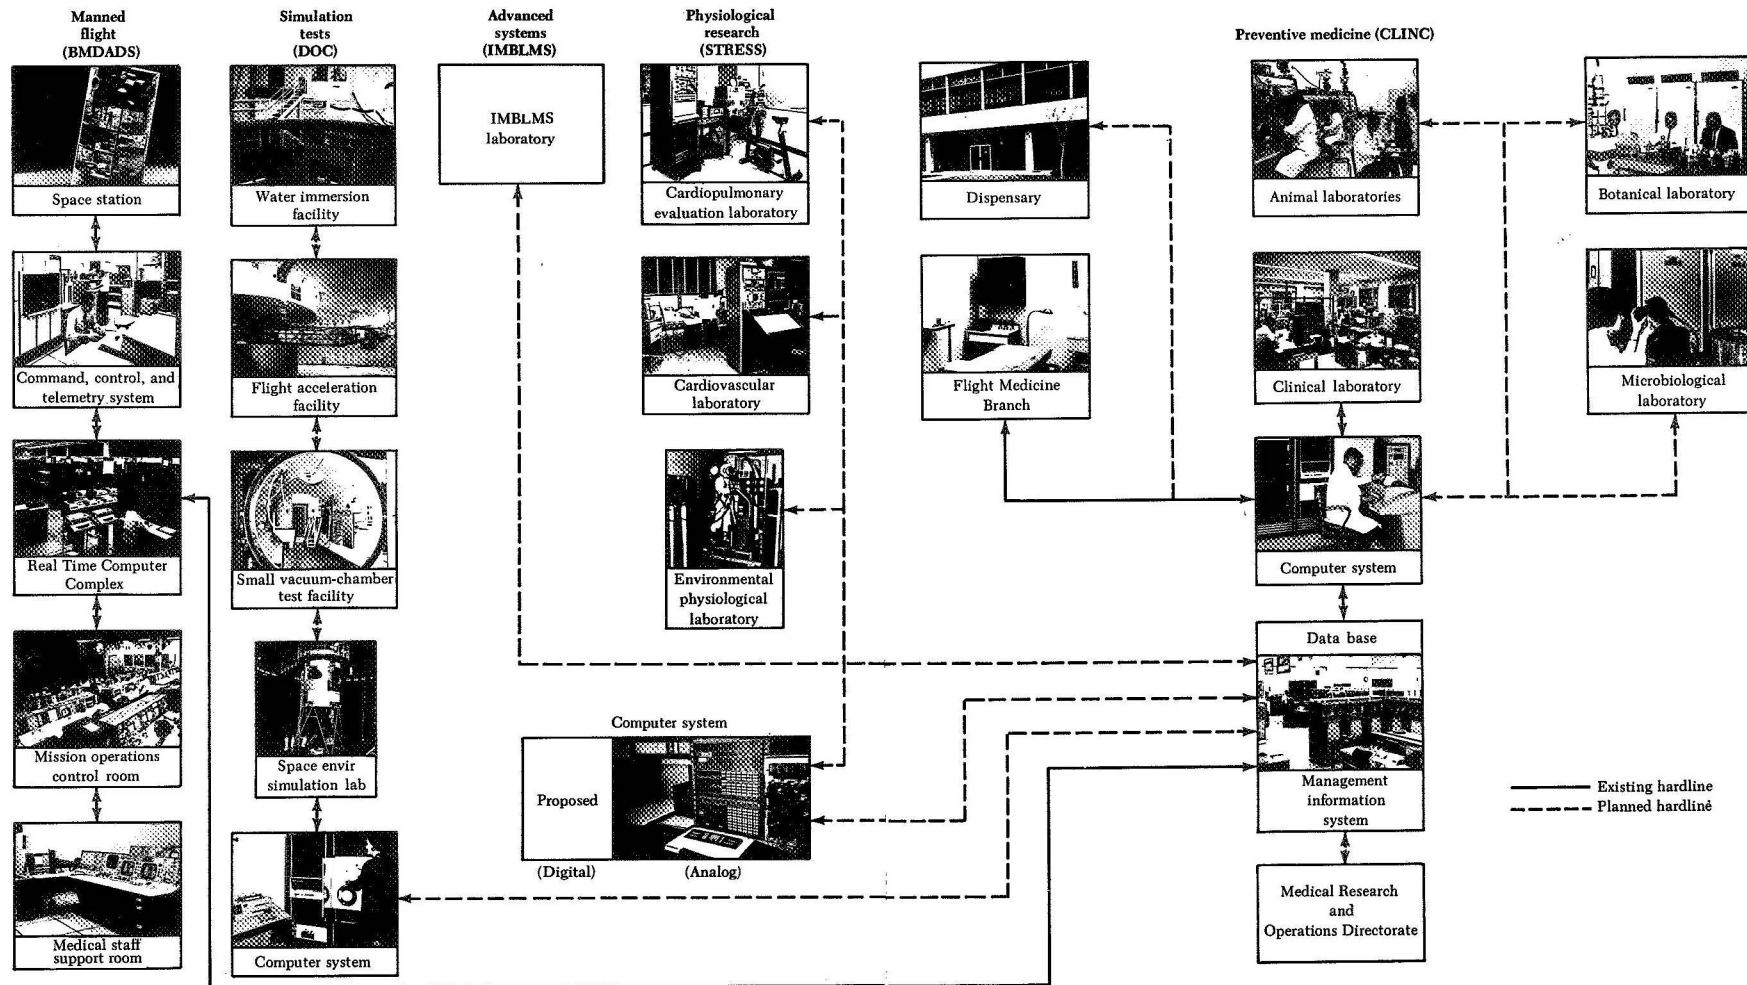 Manned
flight
(BMDADS)
Simulation
tests
(DOC)
Advanced
systems
(IMBLMS)
Physiological
research
(STRESS)
Preventive medicine (CLINC)
Space station
Command, control, and
telemetry system
Real Time Computer
Complex
Mission operations
control room
Medical staff
support room
Water immersion
facility
Flight acceleration
facility
Small vacuum-chamber
test facility
Space envir
simulation lab
Computer system
IMBLMS
laboratory
Cardiopulmonary
evaluation laboratory
Cardiovascular
laboratory
Environmental
physiological
laboratory
Computer system
Proposed
(Digital)
(Analog)
Dispensary
Flight Medicine
Branch
Animal laboratories
Clinical laboratory
Computer system
Data base
Management
information
system
Medical Research
and
Operations Directorate
Botanical laboratory
Microbiological
laboratory
Existing hardline
Planned hardline